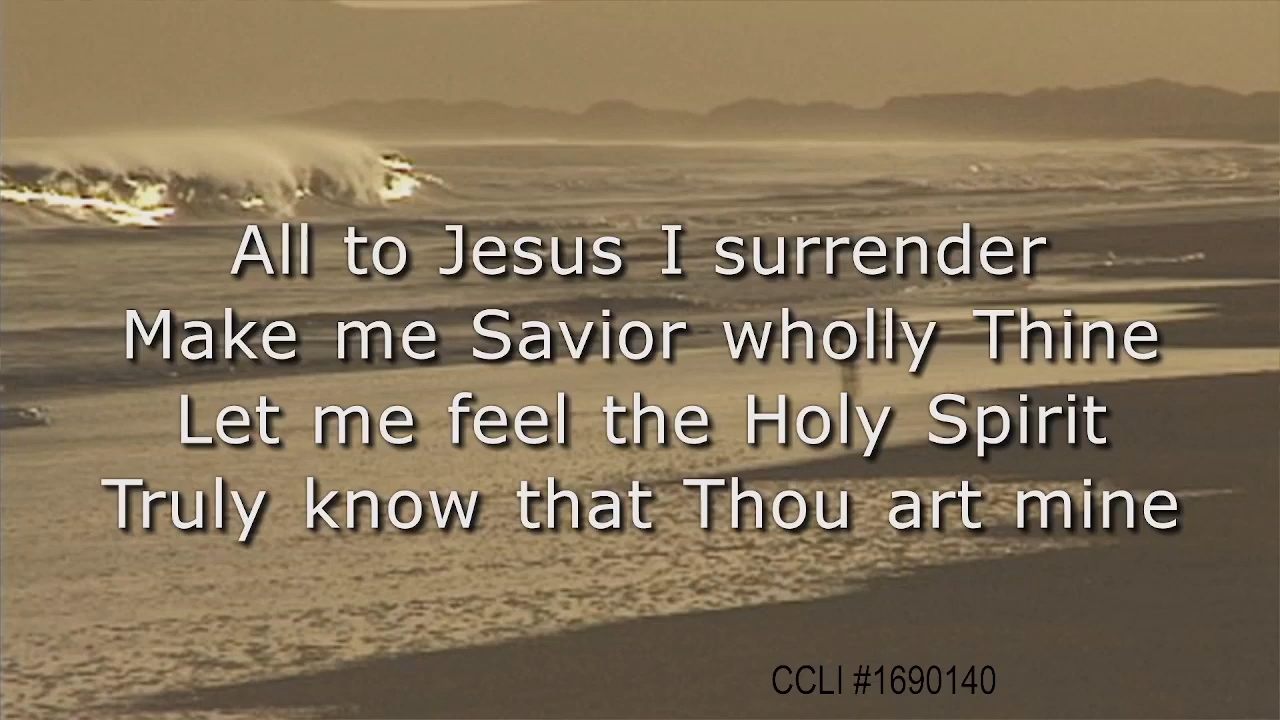 All to Jesus I surrender
Make me Savior wholly Thine
Let me feel the Holy Spirit
Truly know that Thou art mine
CCLI #1690140